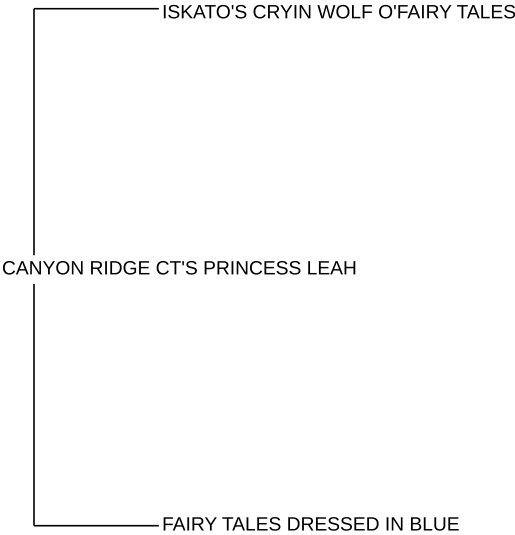 ISKATO'S CRYIN WOLF O'FAIRY TALES
CANYON RIDGE CT'S PRINCESS LEAH
FAIRY TALES DRESSED IN BLUE